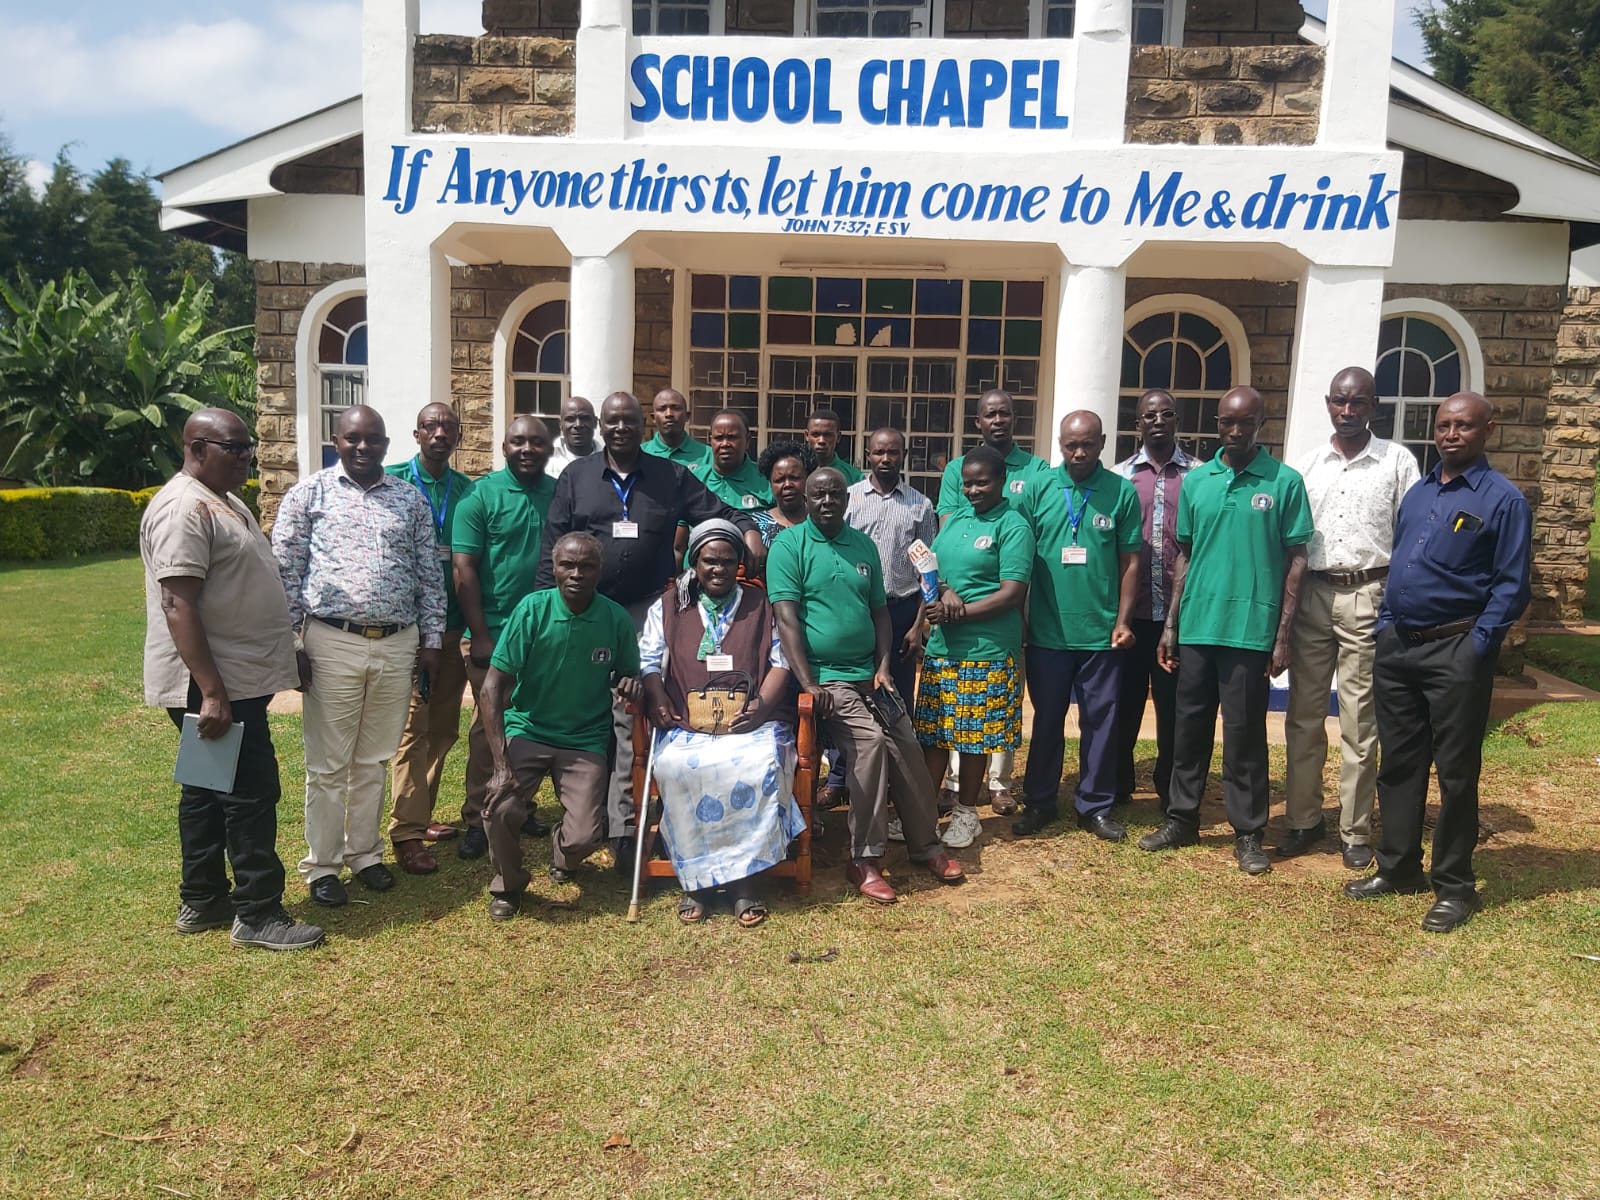 SCHOOL CHAPEL
If Anyone thirsts, let him come to Me & drink
JOHN 7:37; ESV